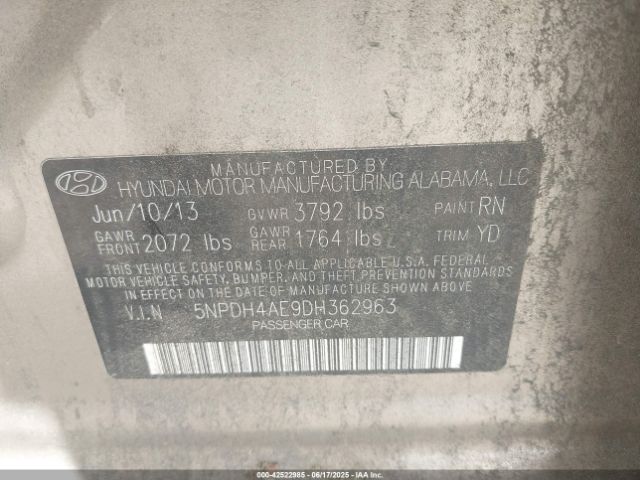 MANUFACTURED BY
HYUNDAI MOTOR MANUFACTURING ALABAMA, LLC
Jun/10/13 GVWR 3792 lbs PAINT RN
GAWR FRONT 2072 lbs GAWR REAR 1764 lbs TRIM YD
THIS VEHICLE CONFORMS TO ALL APPLICABLE U.S.A. FEDERAL
MOTOR VEHICLE SAFETY, BUMPER, AND THEFT PREVENTION STANDARDS
IN EFFECT ON THE DATE OF MANUFACTURE SHOWN ABOVE.
V.I.N 5NPDH4AE9DH362963
PASSENGER CAR
© IAA 0-42522985 - 06/17/2025 - IAAI.COM